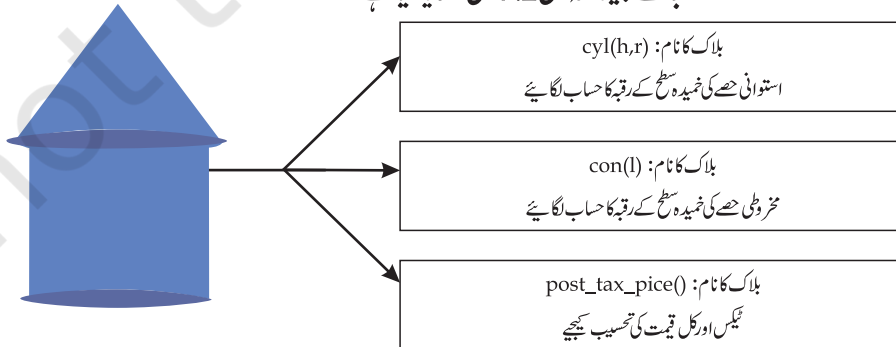 بلاک کا نام: cyl(h,r)
استوانی حصے کی خمیدہ سطح کے رقبہ کا حساب لگائیے
بلاک کا نام: con(l)
مخروطی حصے کی خمیدہ سطح کے رقبہ کا حساب لگائیے
بلاک کا نام: post_tax_pice()
ٹیکس اور کل قیمت کی تحسیب کیجیے
not t